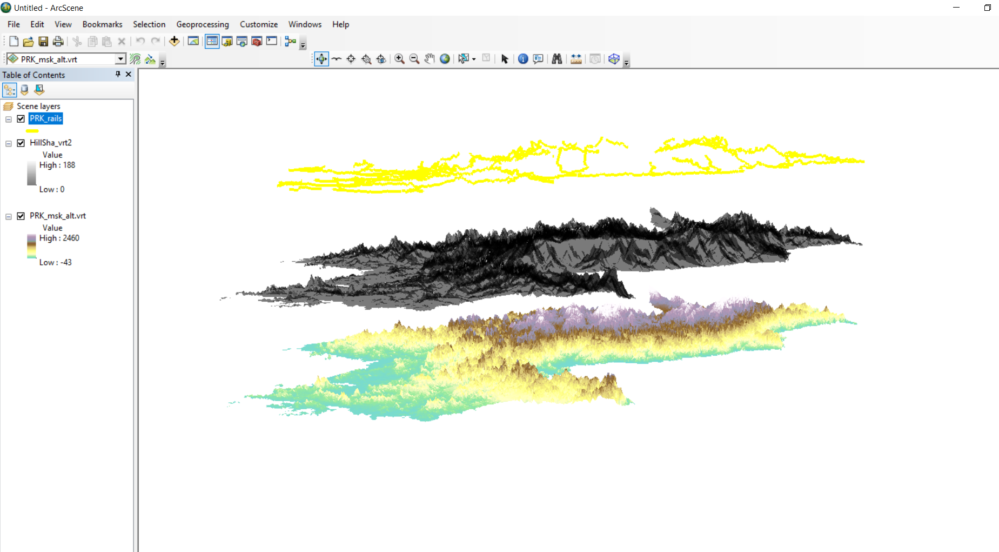 Untitled - ArcScene
File Edit View Bookmarks Selection Geoprocessing Customize Windows Help
PRK_msk_alt.vrt
Table of Contents
Scene layers
PRK_rails
HillSha_vrt2
Value
High : 188
Low : 0
PRK_msk_alt.vrt
Value
High : 2460
Low : -43